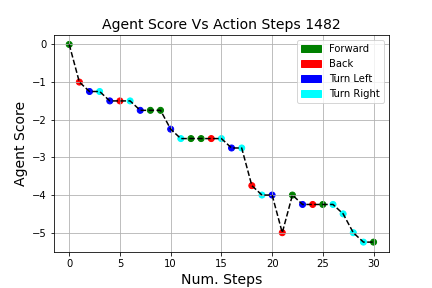 Agent Score Vs Action Steps 1482
Agent Score
0
−1
−2
−3
−4
−5
Forward
Back
Turn Left
Turn Right
0 5 10 15 20 25 30
Num. Steps